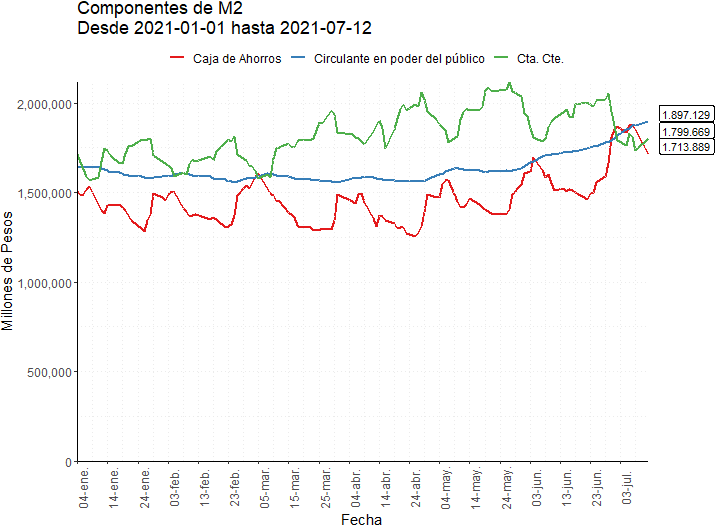 Componentes de M2
Desde 2021-01-01 hasta 2021-07-12
Caja de Ahorros Circulante en poder del público Cta. Cte.
Millones de Pesos
2,000,000
1,500,000
1,000,000
500,000
0
1.897.129
1.799.669
1.713.889
04-ene.
14-ene.
24-ene.
03-feb.
13-feb.
23-feb.
05-mar.
15-mar.
25-mar.
04-abr.
14-abr.
24-abr.
04-may.
14-may.
24-may.
03-jun.
13-jun.
23-jun.
03-jul.
Fecha